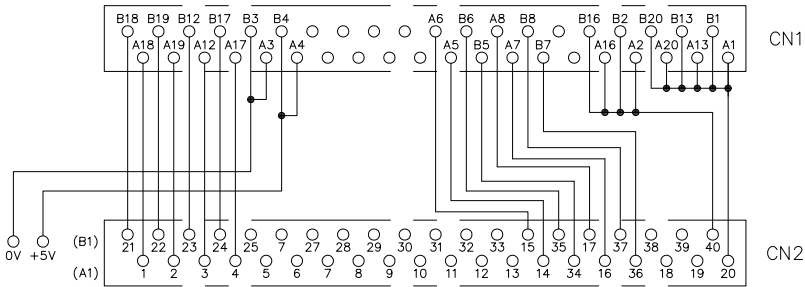 B18 B19 B12 B17 B3 B4 A6 B6 A8 B8 B16 B2 B20 B13 B1
A18 A19 A12 A17 A3 A4 A5 B5 A7 B7 A16 A2 A20 A13 A1
CN1
(B1) 21 22 23 24 25 7 27 28 29 30 31 32 33 15 35 17 37 38 39 40
CN2
0V +5V (A1) 1 2 3 4 5 6 7 8 9 10 11 12 13 14 34 16 36 18 19 20